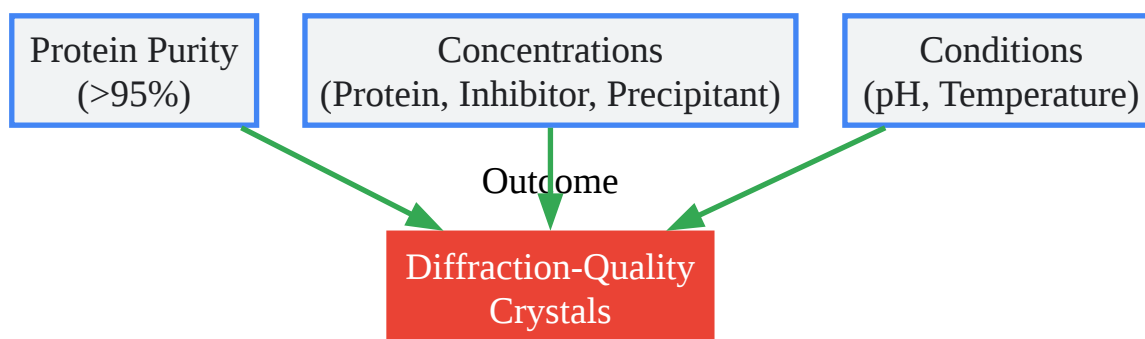 Protein Purity
(>95%)
Concentrations
(Protein, Inhibitor, Precipitant)
Conditions
(pH, Temperature)
Outcome
Diffraction-Quality
Crystals